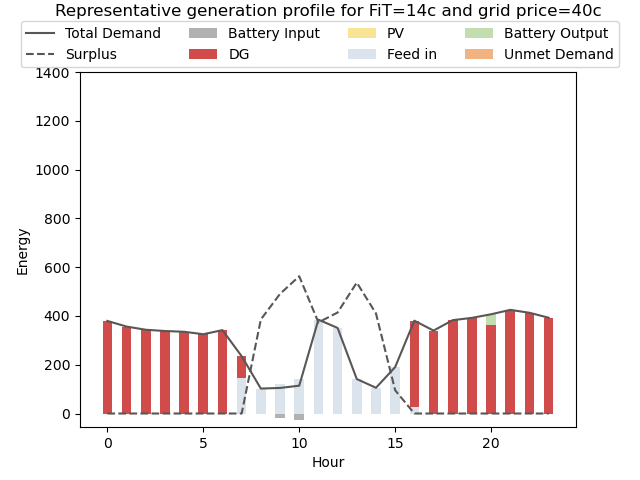 Representative generation profile for FiT=14c and grid price=40c
Total Demand Battery Input PV Battery Output
Surplus DG Feed in Unmet Demand
1400
1200
1000
800
600
400
200
0
Energy
0 5 10 15 20
Hour